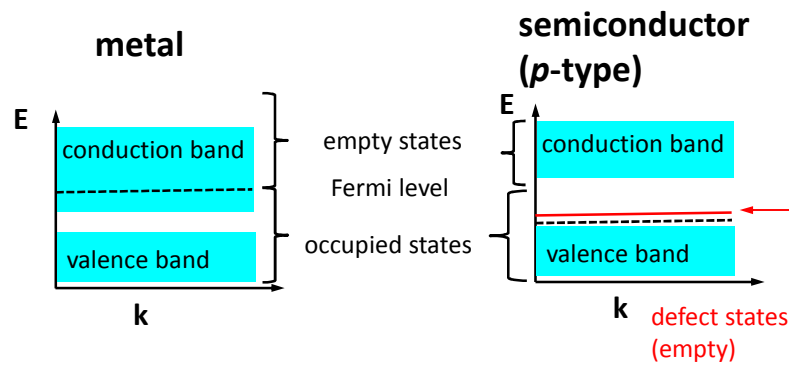 metal
semiconductor
(p-type)
E
conduction band
valence band
k
empty states
Fermi level
occupied states
E
conduction band
valence band
k
defect states
(empty)